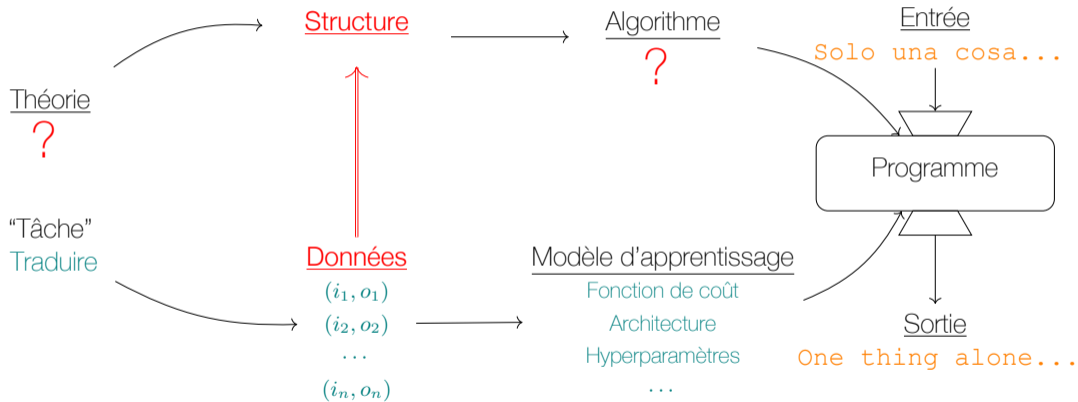 Structure
Algorithme
?
Entrée
Solo una cosa...
Théorie
?
Programme
“Tâche”
Traduire
Données
(i₁, o₁)
(i₂, o₂)
...
(iₙ, oₙ)
Modèle d'apprentissage
Fonction de coût
Architecture
Hyperparamètres
...
Sortie
One thing alone...